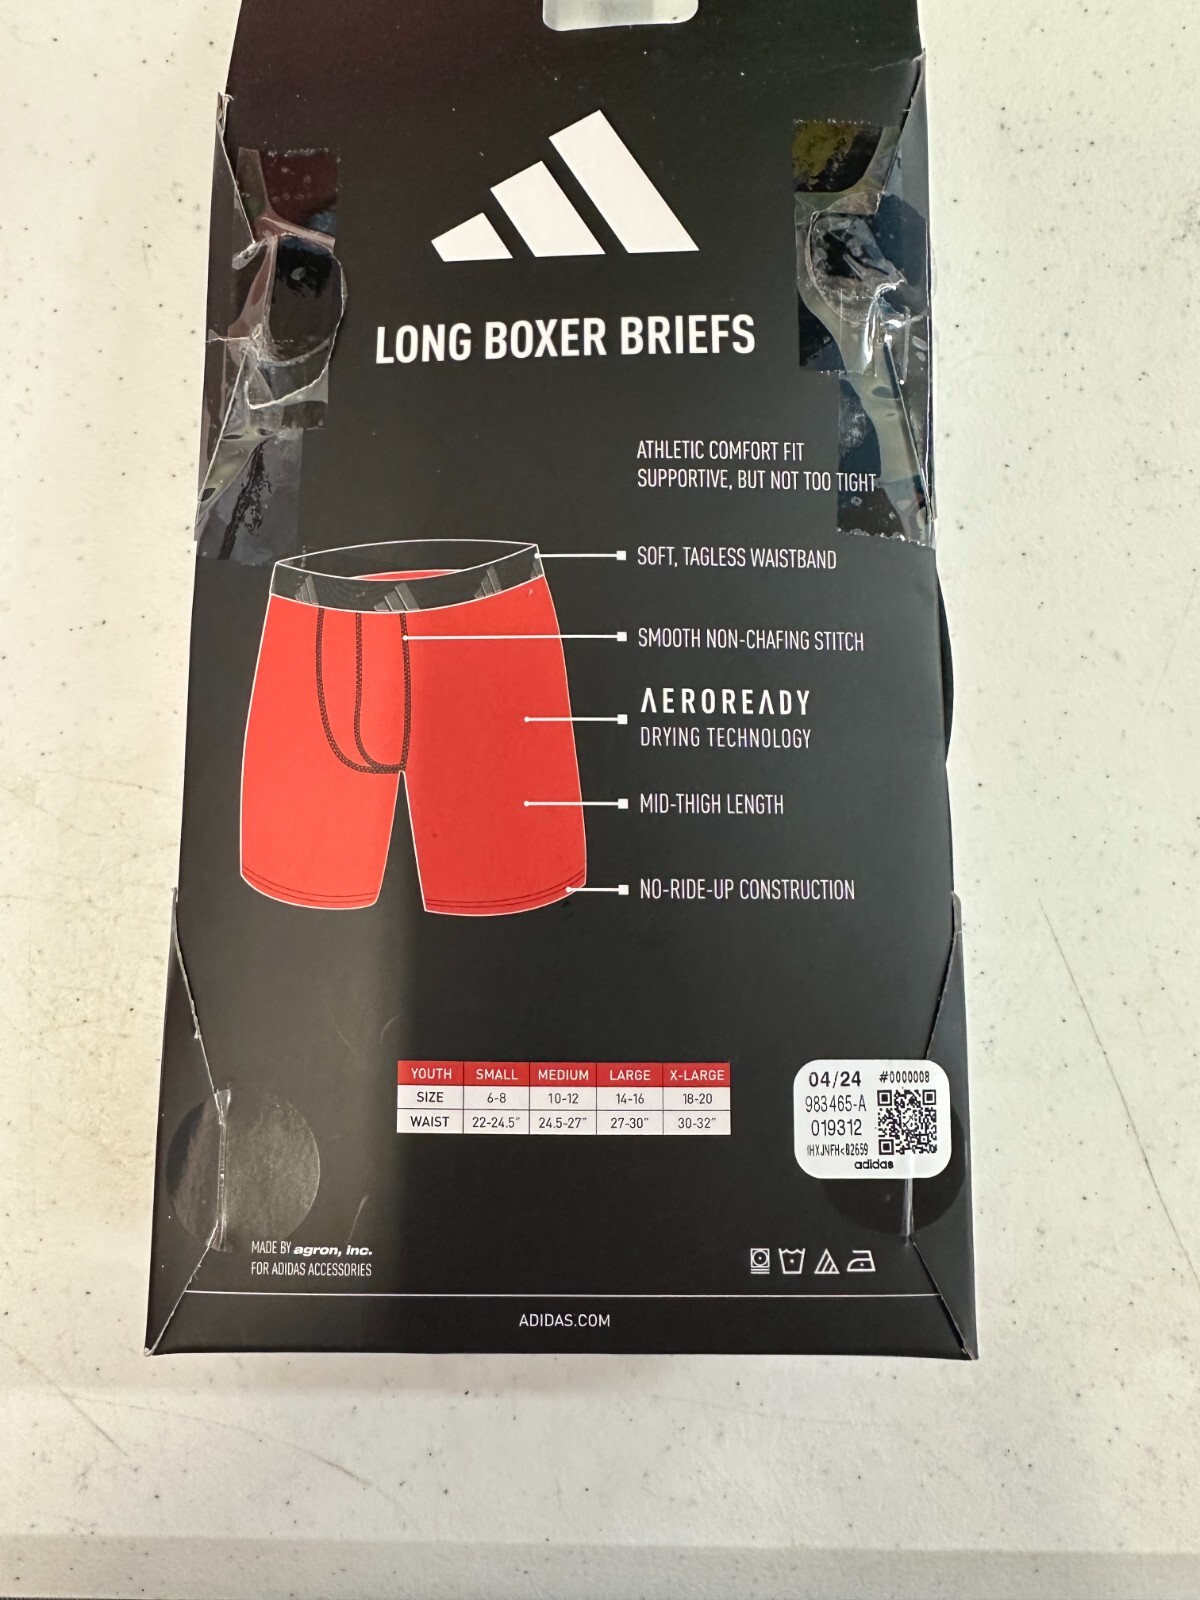 LONG BOXER BRIEFS
ATHLETIC COMFORT FIT
SUPPORTIVE, BUT NOT TOO TIGHT
SOFT, TAGLESS WAISTBAND
SMOOTH NON-CHAFING STITCH
AEROREADY
DRYING TECHNOLOGY
MID-THIGH LENGTH
NO-RIDE-UP CONSTRUCTION
YOUTH SMALL MEDIUM LARGE X-LARGE
SIZE 6-8 10-12 14-16 18-20
WAIST 22-24.5" 24.5-27" 27-30" 30-32"
04/24 #0000008
983465-A
019312
adidas
MADE BY agron, inc.
FOR ADIDAS ACCESSORIES
ADIDAS.COM